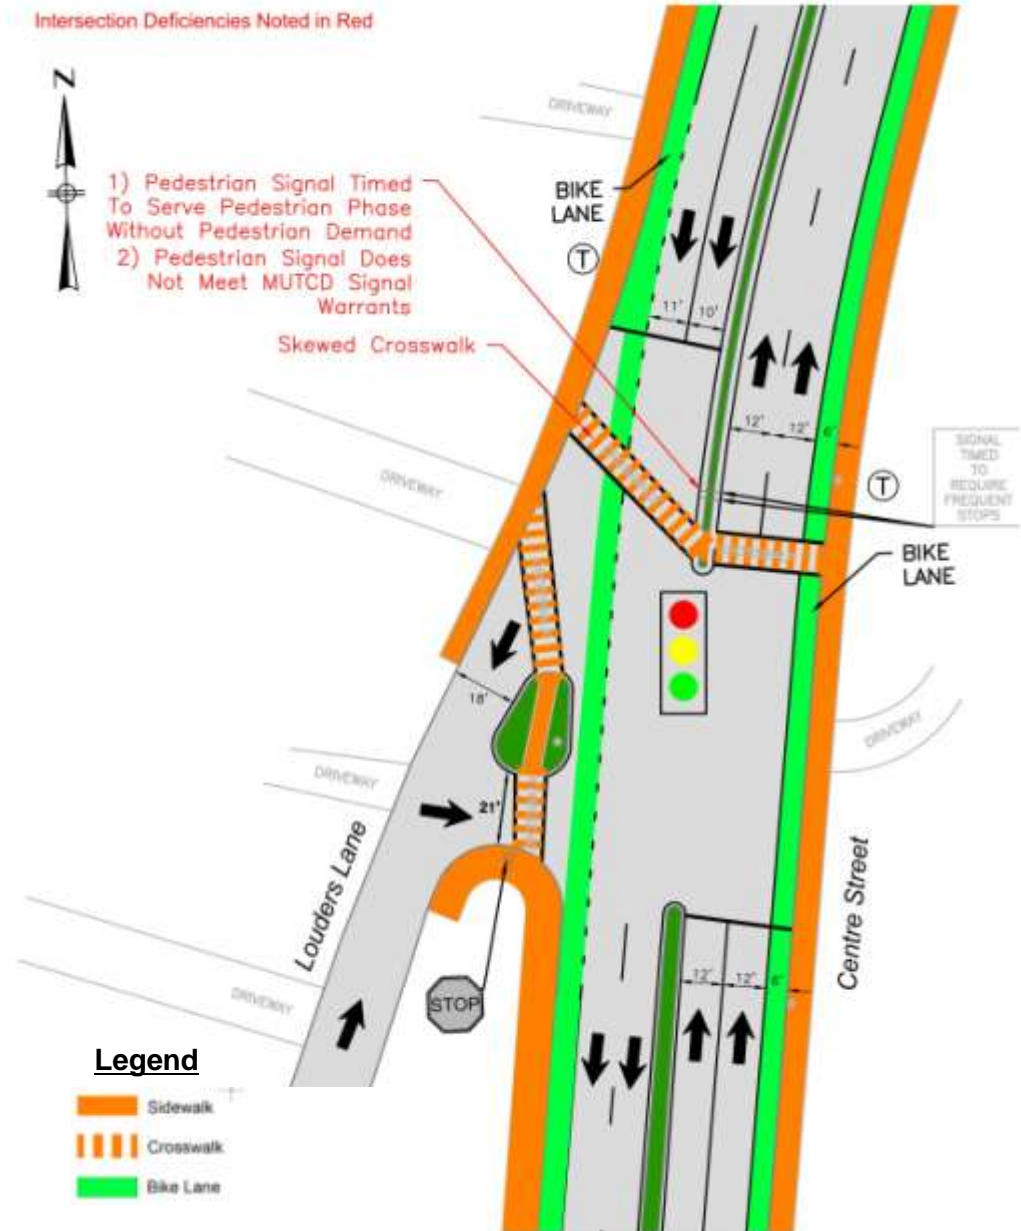 Intersection Deficiencies Noted in Red
N
DRIVEWAY
1) Pedestrian Signal Timed
To Serve Pedestrian Phase
Without Pedestrian Demand
2) Pedestrian Signal Does
Not Meet MUTCD Signal
Warrants
BIKE
LANE
T
11'
10'
Skewed Crosswalk
12'
12'
6'
SIGNAL
TIMED
TO
REQUIRE
FREQUENT
STOPS
T
DRIVEWAY
BIKE
LANE
18'
DRIVEWAY
DRIVEWAY
21'
Louders Lane
Centre Street
12'
12'
6'
DRIVEWAY
STOP
Legend
Sidewalk
Crosswalk
Bike Lane